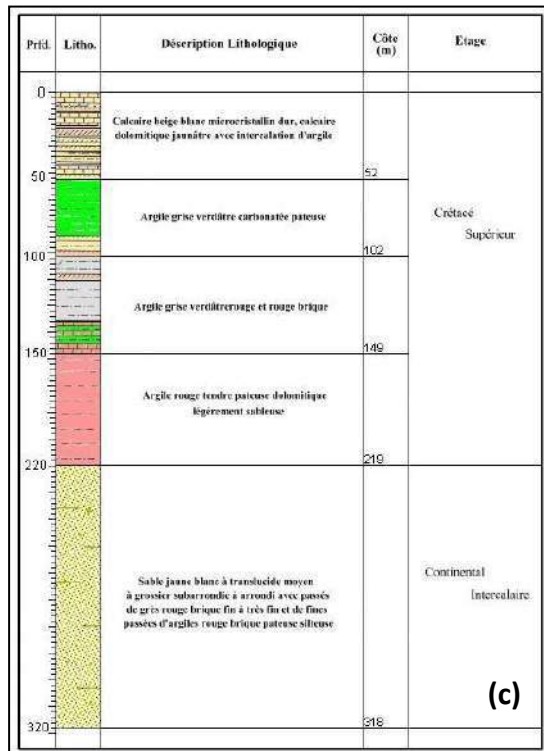 Prfd.
Litho.
Déscription Lithologique
Côte
(m)
Etage
0
Calcaire beige blanc microcristallin dur, calcaire
dolomitique jaunâtre avec intercalation d'argile
50
52
Argile grise verdâtre carbonatée pateuse
Crétacé
Supérieur
100
102
Argile grise verdâtrerouge et rouge brique
150
149
Argile rouge tendre pateuse dolomitique
légèrement sableuse
220
219
Sable jaune blanc à translucide moyen
à grossier subarrondie à arrondi avec passés
de grès rouge brique fin à très fin et de fines
passées d'argiles rouge brique pateuse silteuse
Continental
Intercalaire
(c)
320
318